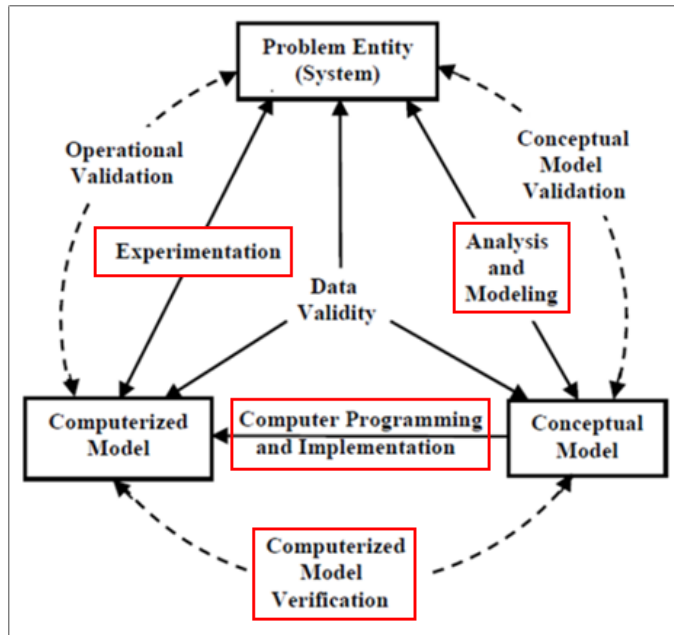 Problem Entity
(System)
Operational
Validation
Conceptual
Model
Validation
Experimentation
Analysis
and
Modeling
Data
Validity
Computerized
Model
Computer Programming
and Implementation
Conceptual
Model
Computerized
Model
Verification